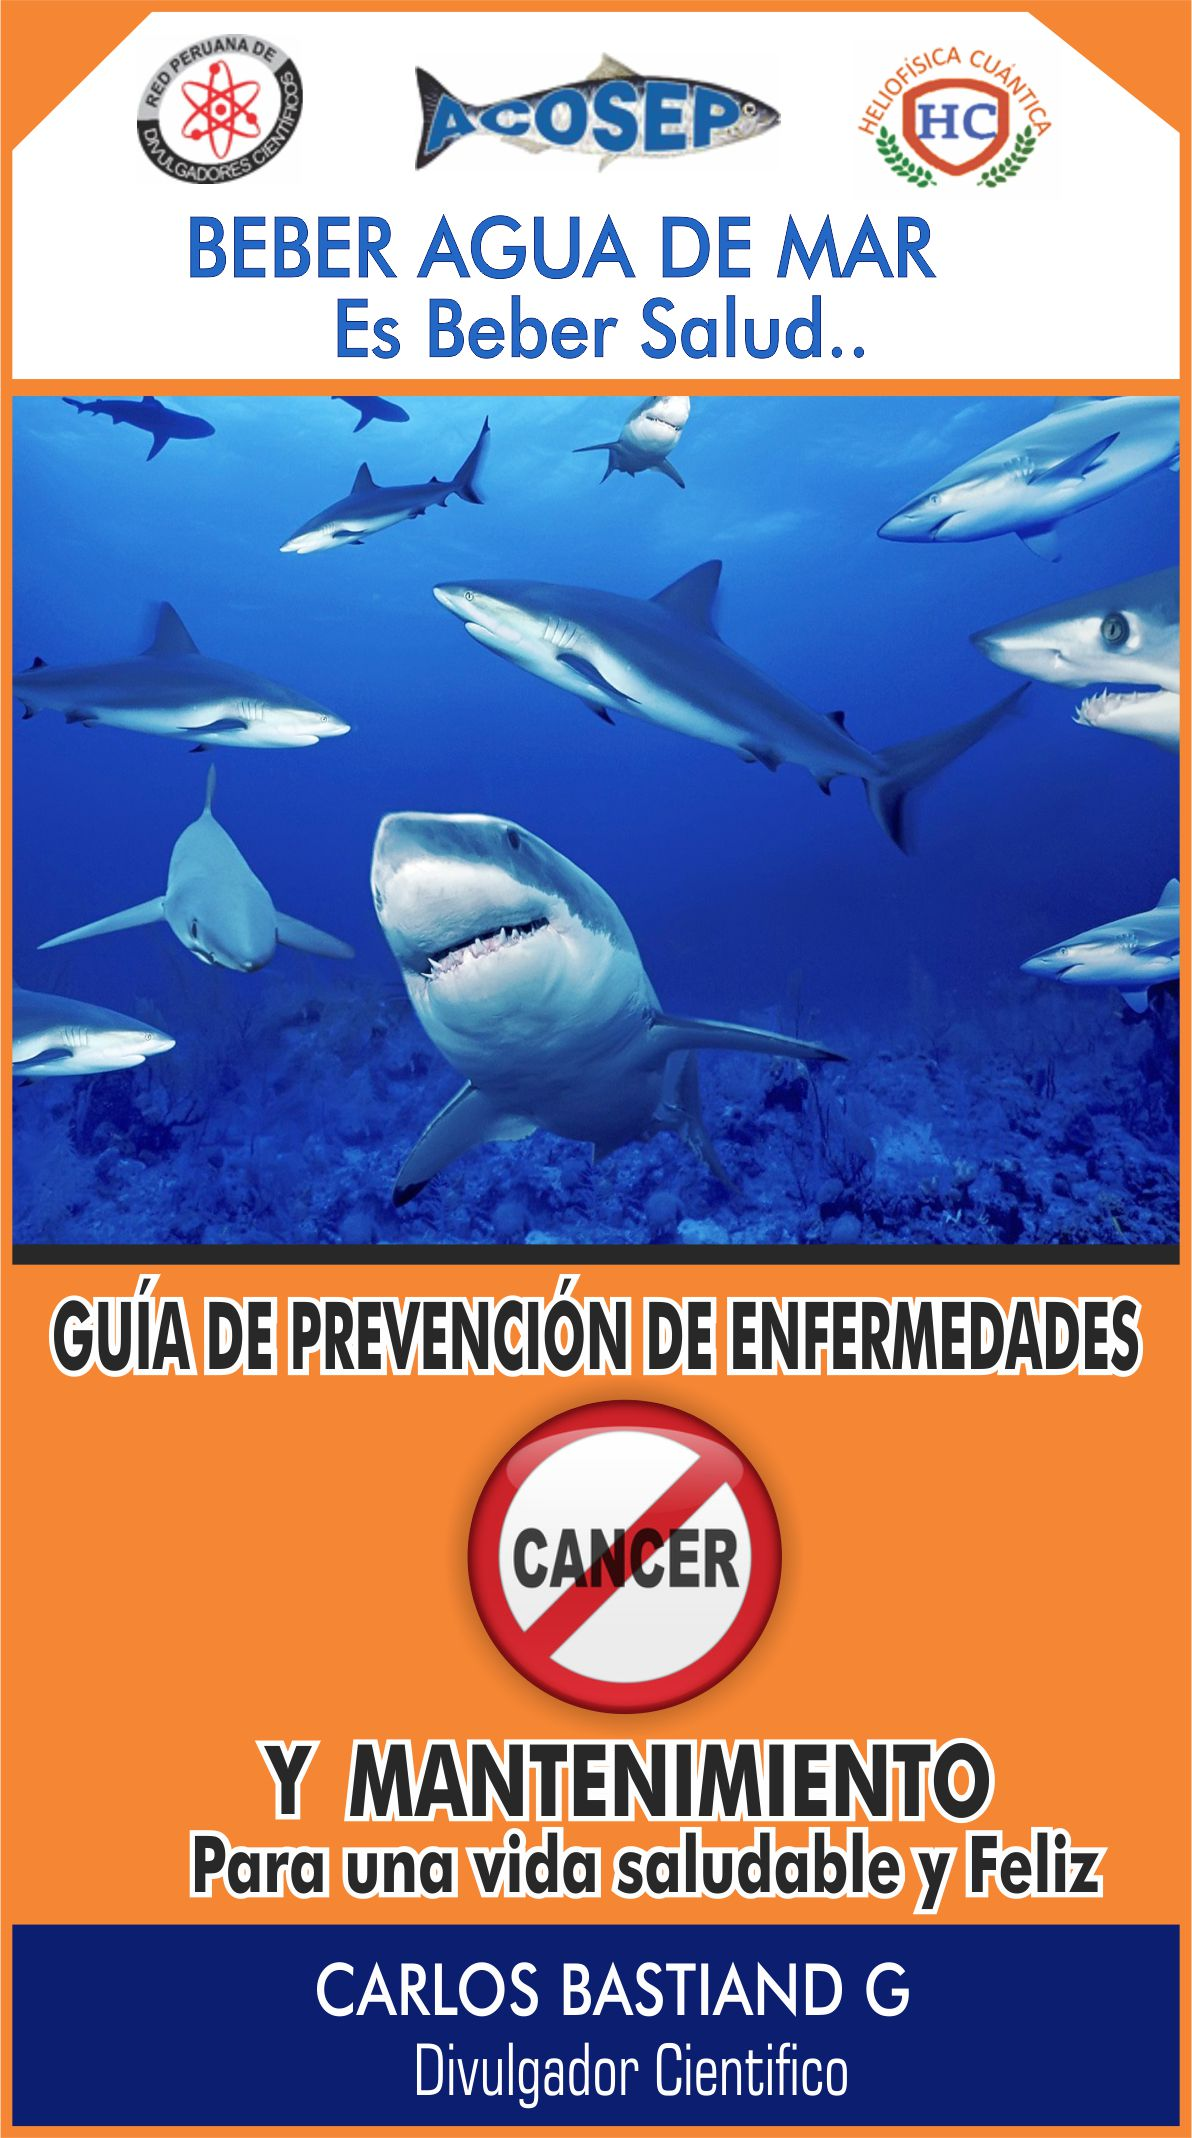 RED PERUANA DE
DIVULGADORES CIENTÍFICOS
ACOSEP
HELIOFÍSICA CUÁNTICA
HC
BEBER AGUA DE MAR
Es Beber Salud..
GUÍA DE PREVENCIÓN DE ENFERMEDADES
CANCER
Y MANTENIMIENTO
Para una vida saludable y Feliz
CARLOS BASTIAND G
Divulgador Cientifico